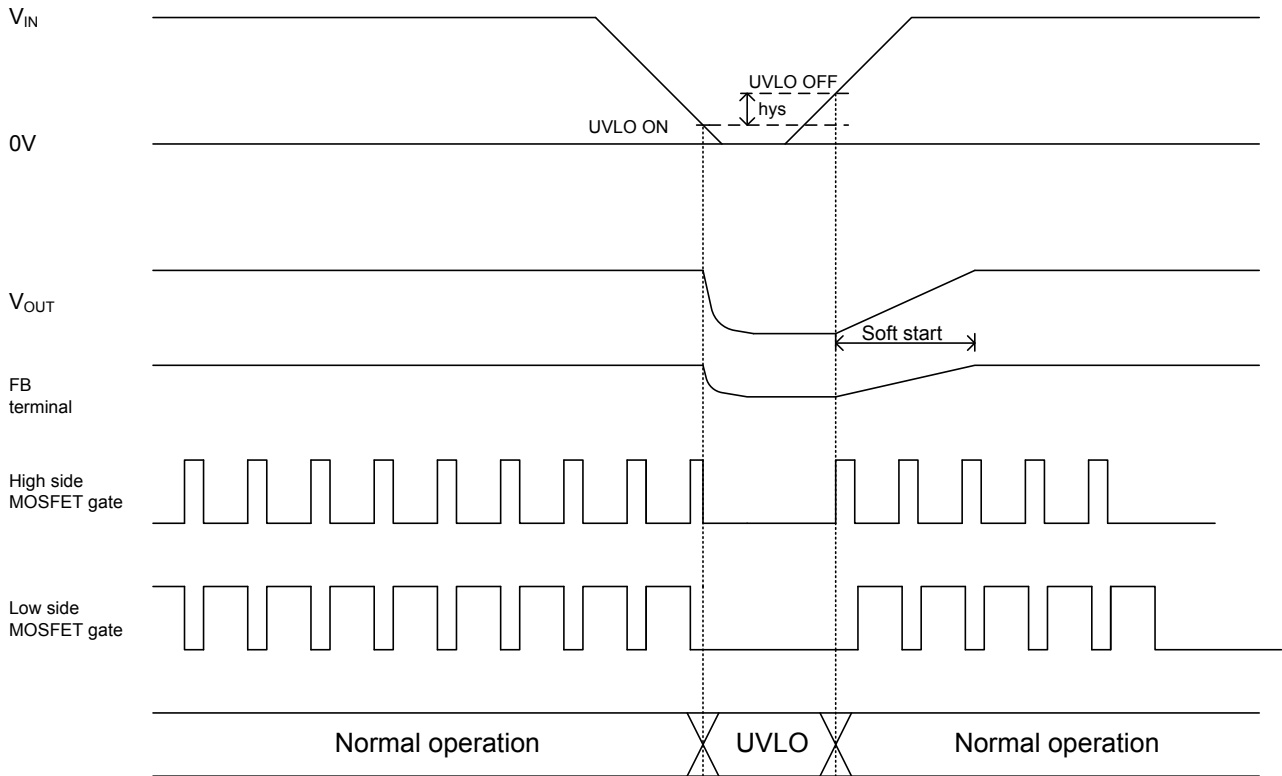 VIN
UVLO OFF
hys
UVLO ON
0V
VOUT
Soft start
FB
terminal
High side
MOSFET gate
Low side
MOSFET gate
Normal operation
UVLO
Normal operation